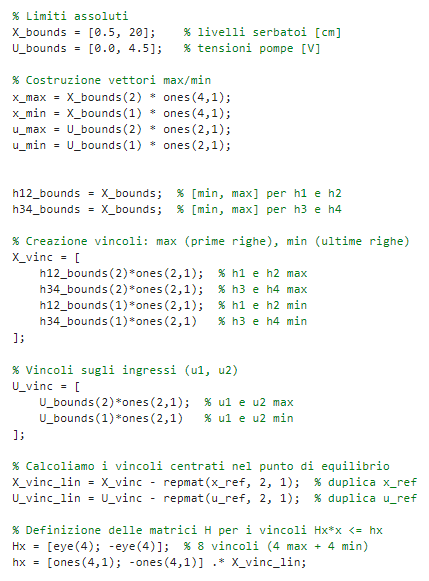 % Limiti assoluti
X_bounds = [0.5, 20];    % livelli serbatoi [cm]
U_bounds = [0.0, 4.5];   % tensioni pompe [V]
% Costruzione vettori max/min
x_max = X_bounds(2) * ones(4,1);
x_min = X_bounds(1) * ones(4,1);
u_max = U_bounds(2) * ones(2,1);
u_min = U_bounds(1) * ones(2,1);
h12_bounds = X_bounds;  % [min, max] per h1 e h2
h34_bounds = X_bounds;  % [min, max] per h3 e h4
% Creazione vincoli: max (prime righe), min (ultime righe)
X_vinc = [
    h12_bounds(2)*ones(2,1);  % h1 e h2 max
    h34_bounds(2)*ones(2,1);  % h3 e h4 max
    h12_bounds(1)*ones(2,1);  % h1 e h2 min
    h34_bounds(1)*ones(2,1)   % h3 e h4 min
];
% Vincoli sugli ingressi (u1, u2)
U_vinc = [
    U_bounds(2)*ones(2,1);  % u1 e u2 max
    U_bounds(1)*ones(2,1)   % u1 e u2 min
];
% Calcoliamo i vincoli centrati nel punto di equilibrio
X_vinc_lin = X_vinc - repmat(x_ref, 2, 1);  % duplica x_ref
U_vinc_lin = U_vinc - repmat(u_ref, 2, 1);  % duplica u_ref
% Definizione delle matrici H per i vincoli Hx*x <= hx
Hx = [eye(4); -eye(4)];  % 8 vincoli (4 max + 4 min)
hx = [ones(4,1); -ones(4,1)] .* X_vinc_lin;